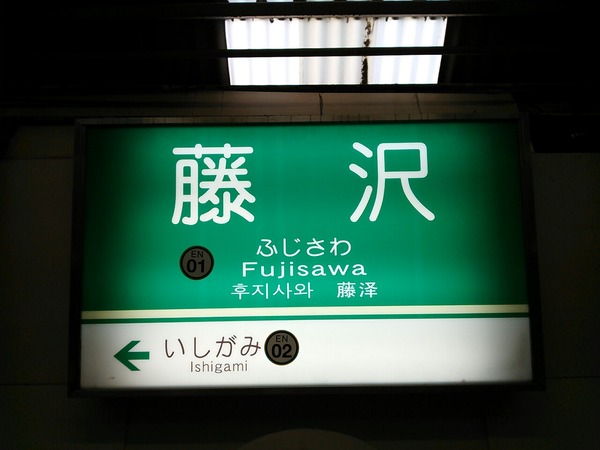 藤沢
ふじさわ
EN
01
Fujisawa
후지사와 藤泽
いしがみ
EN
02
Ishigami